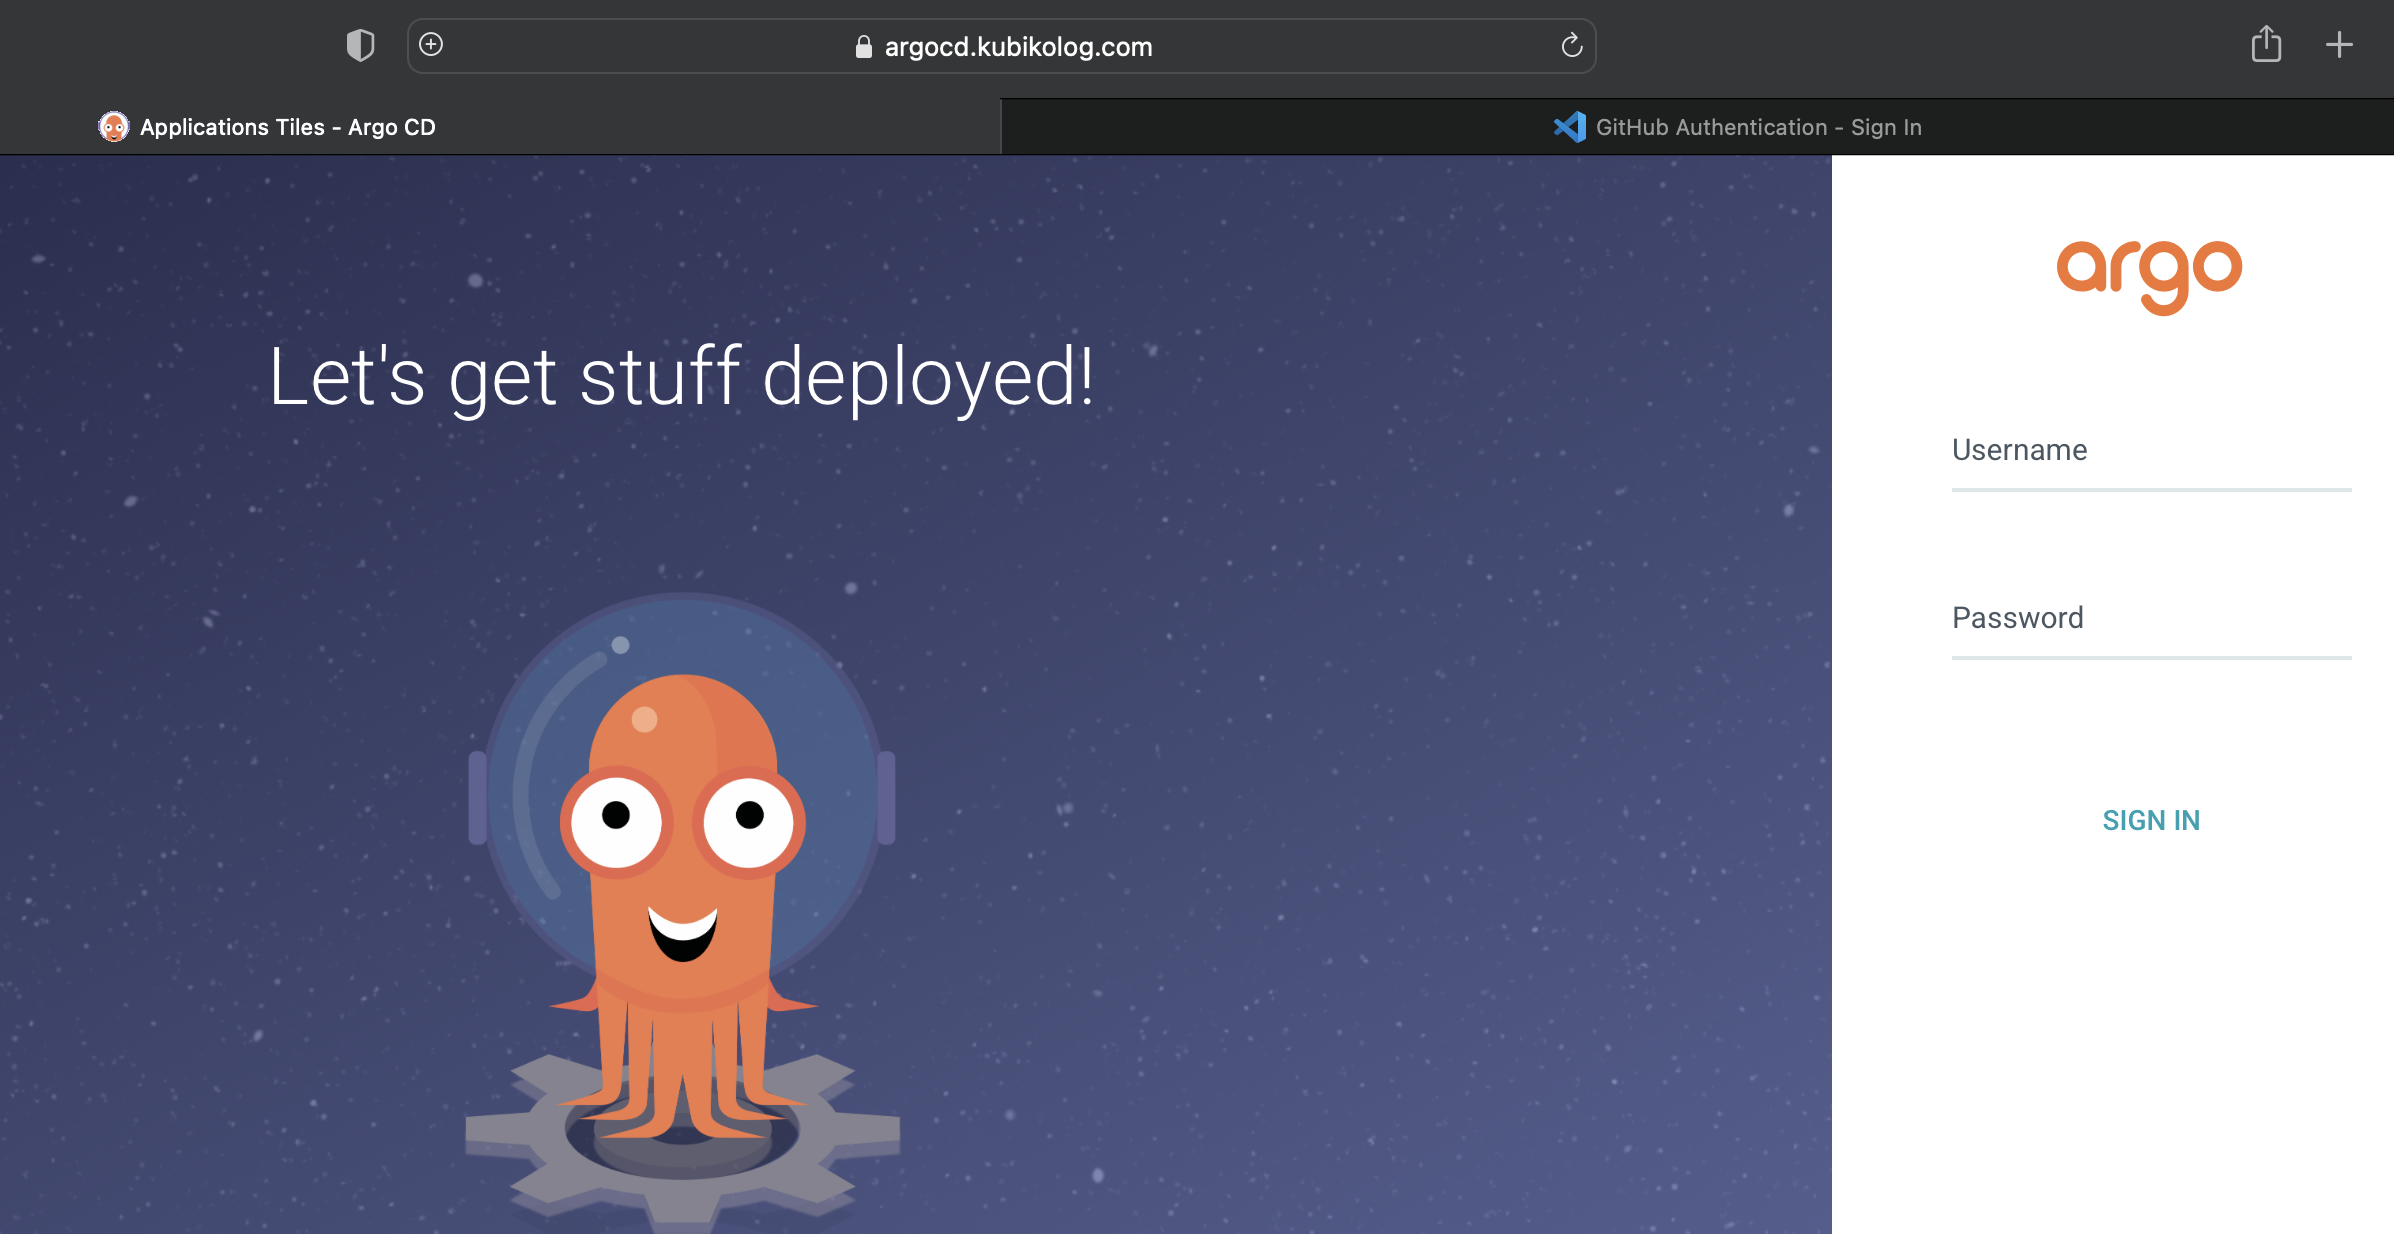 argocd.kubikolog.com
Applications Tiles - Argo CD
GitHub Authentication - Sign In
Let's get stuff deployed!
argo
Username
Password
SIGN IN